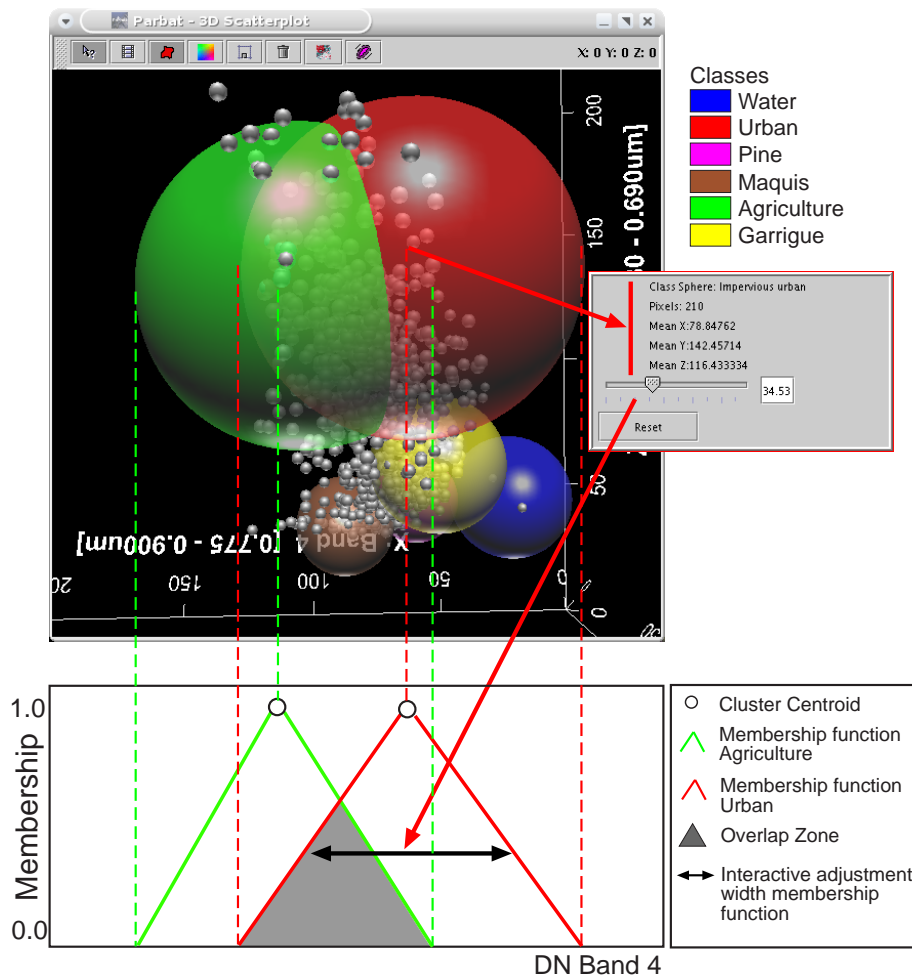 Parbat - 3D Scatterplot
X: 0 Y: 0 Z: 0
Classes
Water
Urban
Pine
Maquis
Agriculture
Garrigue
200
150
50
0
0.690um]
Class Sphere: Impervious urban
Pixels: 210
Mean X:78.84762
Mean Y:142.45714
Mean Z:116.433334
34.53
Reset
X: Band 4 [0.775 - 0.900um]
150
100
50
0
1.0
0.0
Membership
DN Band 4
Cluster Centroid
Membership function
Agriculture
Membership function
Urban
Overlap Zone
Interactive adjustment
width membership
function